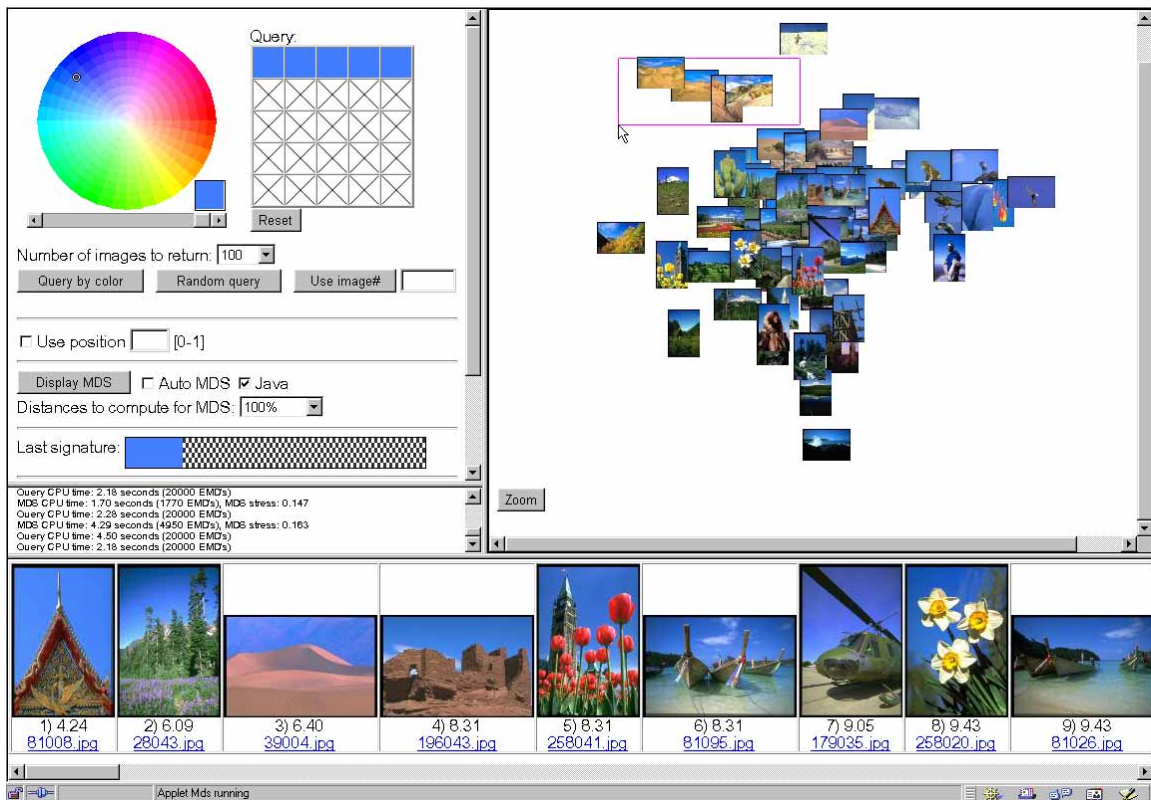 Query:
Reset
Number of images to return: 100
Query by color Random query Use image#
Use position [0-1]
Display MDS Auto MDS Java
Distances to compute for MDS: 100%
Last signature:
Query CPU time: 2.18 seconds (20000 EMD's)
MDS CPU time: 1.70 seconds (1770 EMD's), MDS stress: 0.147
Query CPU time: 2.28 seconds (20000 EMD's)
MDS CPU time: 4.29 seconds (4950 EMD's), MDS stress: 0.163
Query CPU time: 4.50 seconds (20000 EMD's)
Query CPU time: 2.18 seconds (20000 EMD's)
Zoom
1) 4.24
81008.jpg
2) 6.09
28043.jpg
3) 6.40
39004.jpg
4) 8.31
196043.jpg
5) 8.31
258041.jpg
6) 8.31
81095.jpg
7) 9.05
179035.jpg
8) 9.43
258020.jpg
9) 9.43
81026.jpg
Applet Mds running